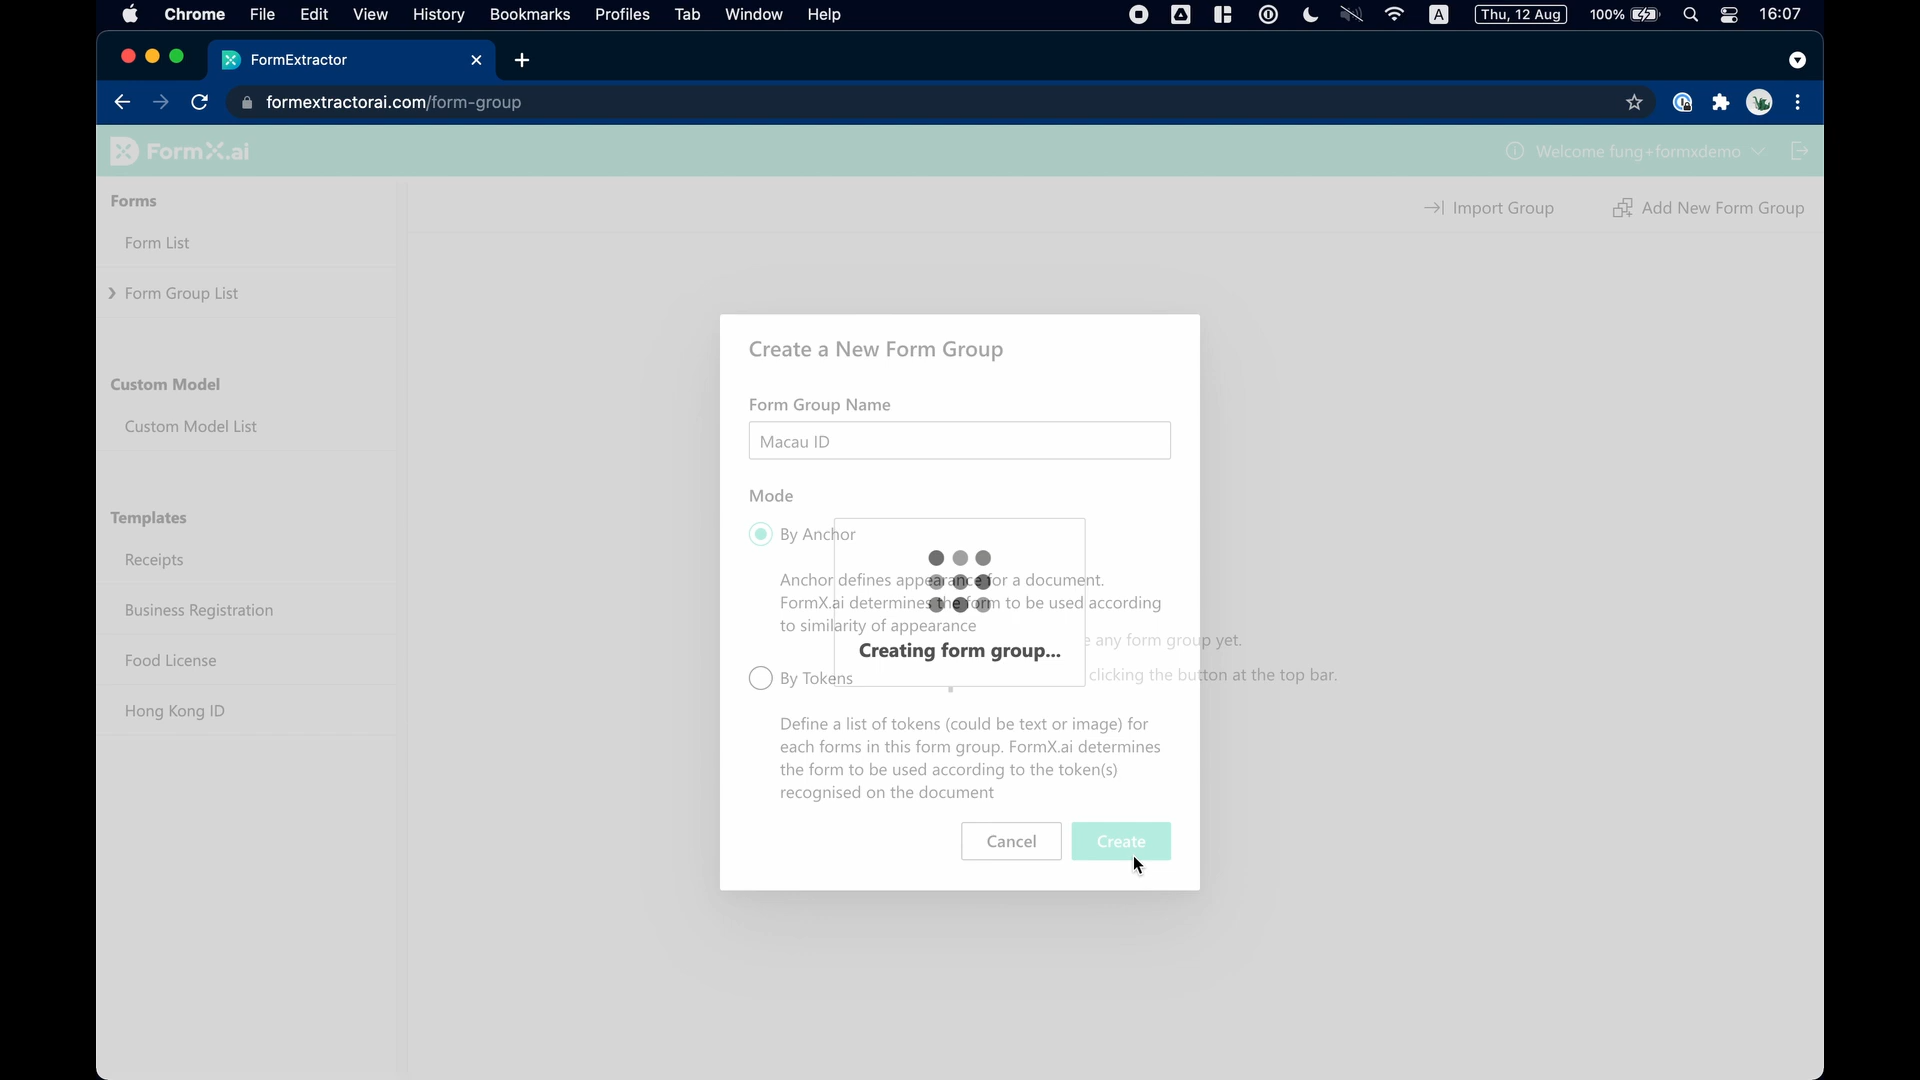 Chrome File Edit View History Bookmarks Profiles Tab Window Help
A Thu, 12 Aug 100% 16:07
FormExtractor
formextractorai.com/form-group
FormX.ai
Welcome fung+formxdemo
Forms
Form List
Form Group List
Custom Model
Custom Model List
Templates
Receipts
Business Registration
Food License
Hong Kong ID
Import Group
Add New Form Group
Create a New Form Group
Form Group Name
Macau ID
Mode
By Anchor
Anchor defines appearance for a document.
FormX.ai determines the form to be used according
to similarity of appearance
Creating form group...
By Tokens
Define a list of tokens (could be text or image) for
each forms in this form group. FormX.ai determines
the form to be used according to the token(s)
recognised on the document
Cancel
Create
any form group yet.
clicking the button at the top bar.